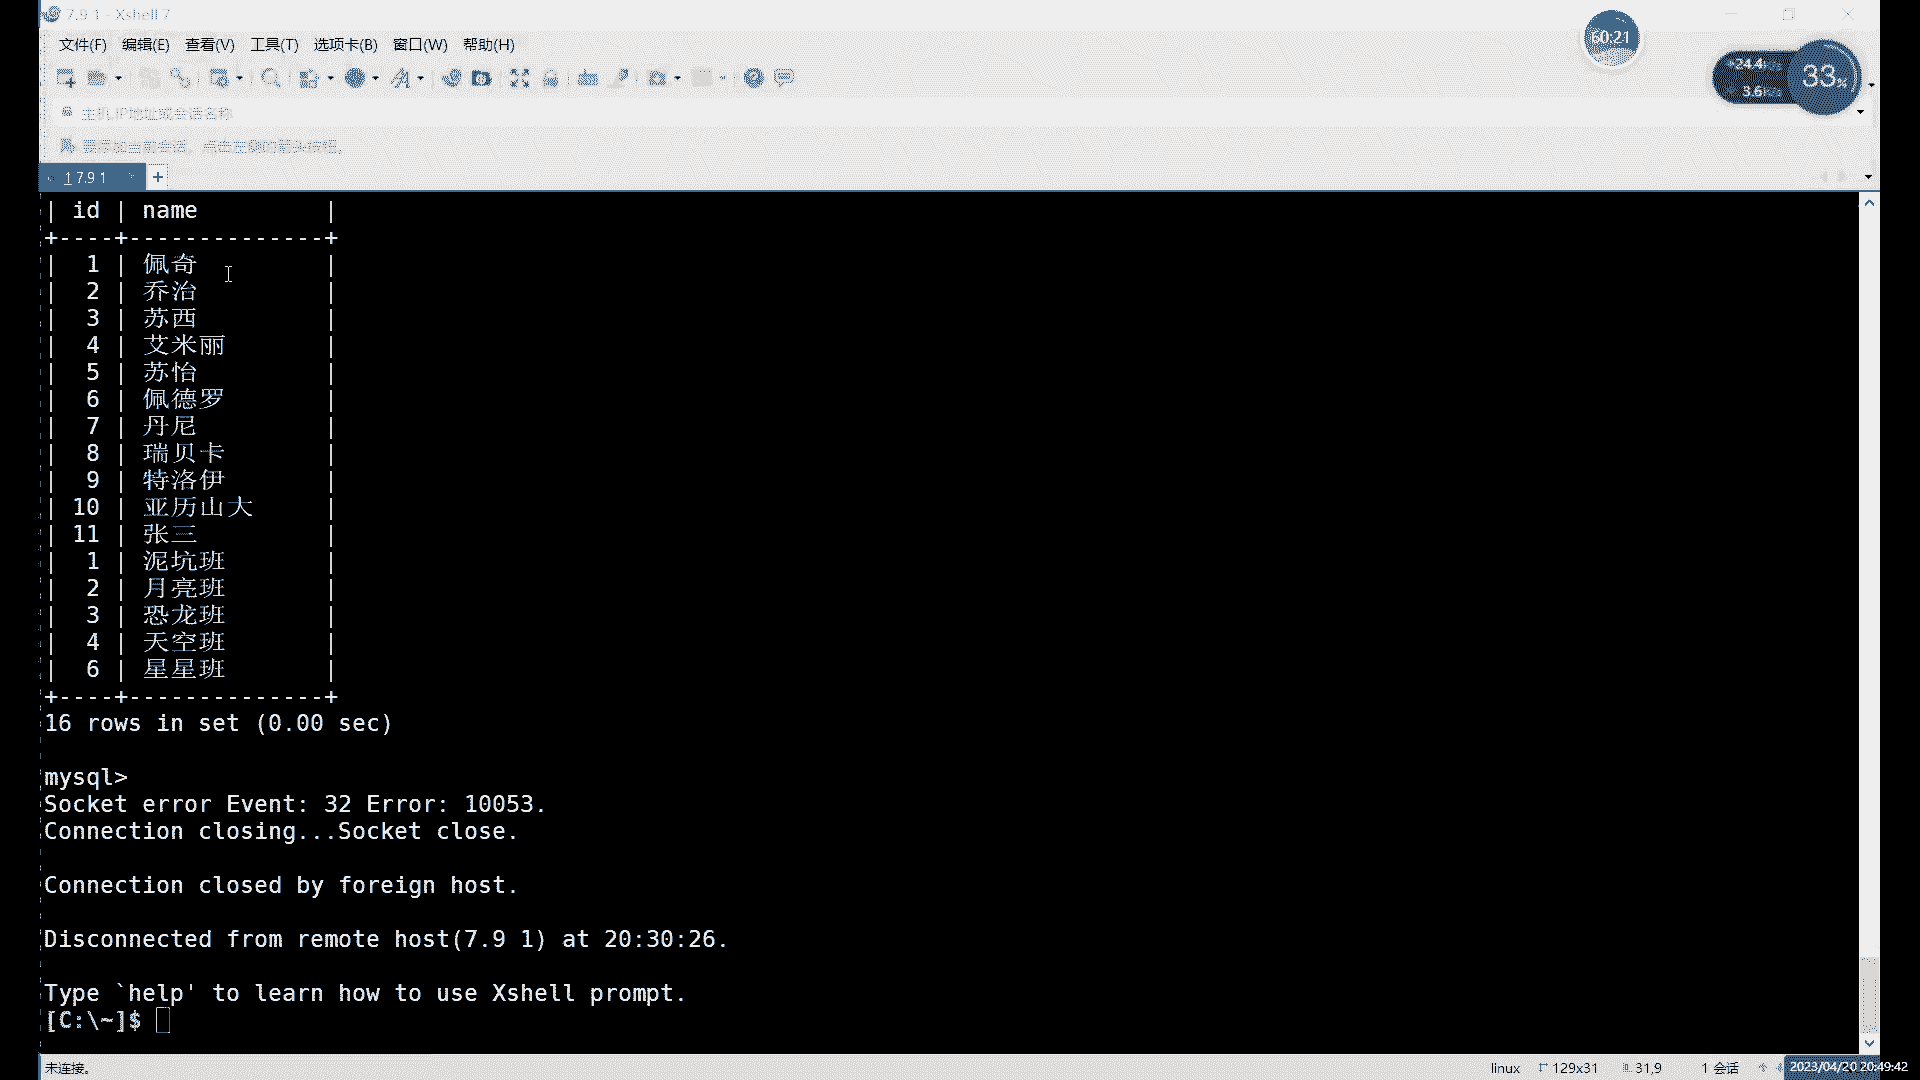 7.9 1 - Xshell 7
文件(F) 编辑(E) 查看(V) 工具(T) 选项卡(B) 窗口(W) 帮助(H)
60:21
+24.4K/s
3.6K/s
33%
主机,IP地址或会话名称
要添加当前会话，点击左侧的箭头按钮。
1 7.9 1 +
| id | name |
+----+--------------+
| 1 | 佩奇 |
| 2 | 乔治 |
| 3 | 苏西 |
| 4 | 艾米丽 |
| 5 | 苏怡 |
| 6 | 佩德罗 |
| 7 | 丹尼 |
| 8 | 瑞贝卡 |
| 9 | 特洛伊 |
| 10 | 亚历山大 |
| 11 | 张三 |
| 1 | 泥坑班 |
| 2 | 月亮班 |
| 3 | 恐龙班 |
| 4 | 天空班 |
| 6 | 星星班 |
+----+--------------+
16 rows in set (0.00 sec)
mysql>
Socket error Event: 32 Error: 10053.
Connection closing...Socket close.
Connection closed by foreign host.
Disconnected from remote host(7.9 1) at 20:30:26.
Type `help' to learn how to use Xshell prompt.
[C:\~]$
未连接。 linux 129x31 31,9 1 会话 2023/04/20 20:49:42